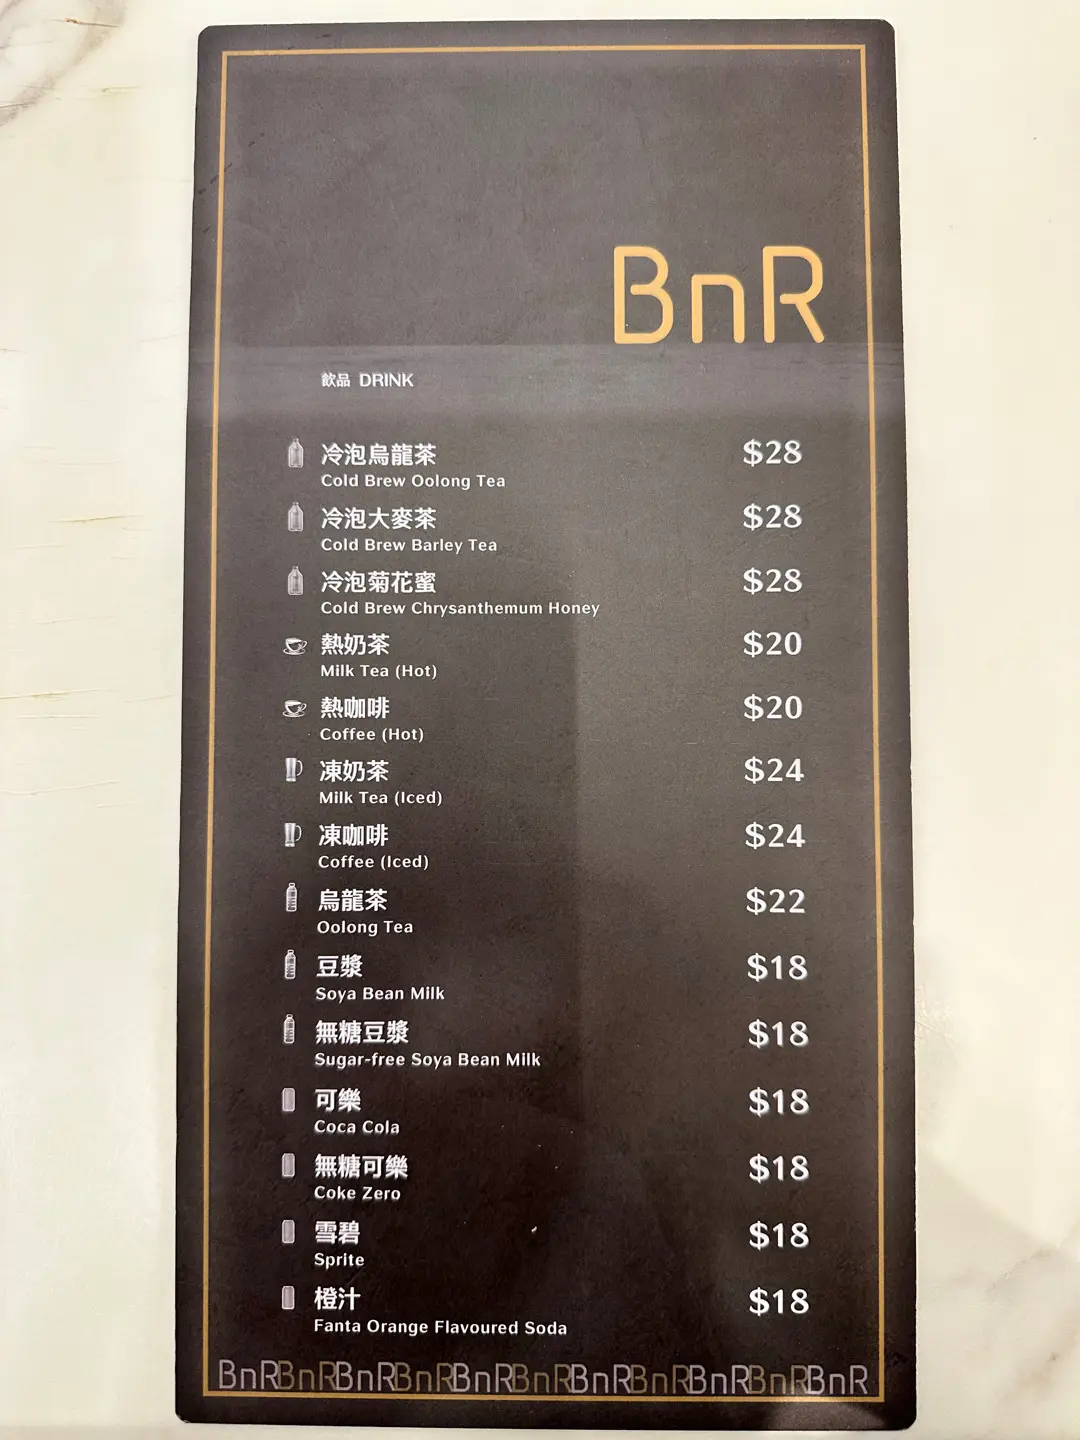 BnR
飲品 DRINK
冷泡烏龍茶 $28
Cold Brew Oolong Tea
冷泡大麥茶 $28
Cold Brew Barley Tea
冷泡菊花蜜 $28
Cold Brew Chrysanthemum Honey
熱奶茶 $20
Milk Tea (Hot)
熱咖啡 $20
Coffee (Hot)
凍奶茶 $24
Milk Tea (Iced)
凍咖啡 $24
Coffee (Iced)
烏龍茶 $22
Oolong Tea
豆漿 $18
Soya Bean Milk
無糖豆漿 $18
Sugar-free Soya Bean Milk
可樂 $18
Coca Cola
無糖可樂 $18
Coke Zero
雪碧 $18
Sprite
橙汁 $18
Fanta Orange Flavoured Soda
BnRBnRBnRBnRBnRBnRBnRBnRBnRBnRBnR